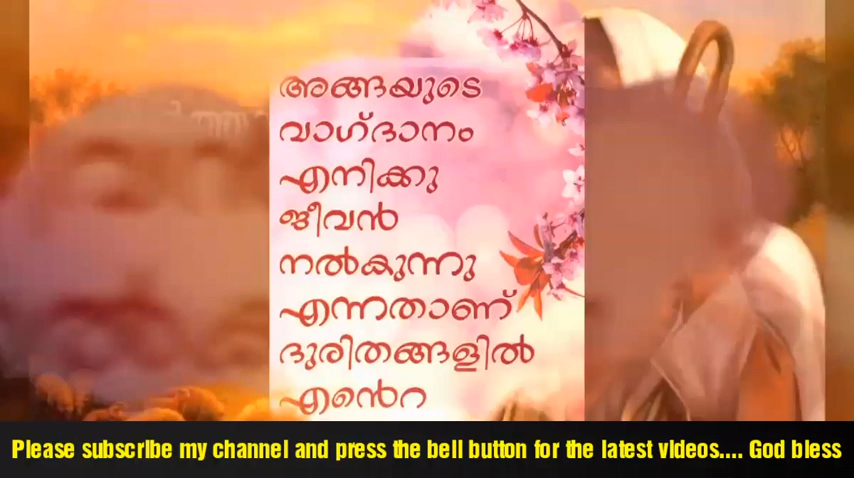 അങ്ങയുടെ
വാഗ്ദാനം
എനിക്കു
ജീവൻ
നൽകുന്നു
എന്നതാണ്
ദുരിതങ്ങളിൽ
എൻെറ
Please subscribe my channel and press the bell button for the latest videos.... God bless